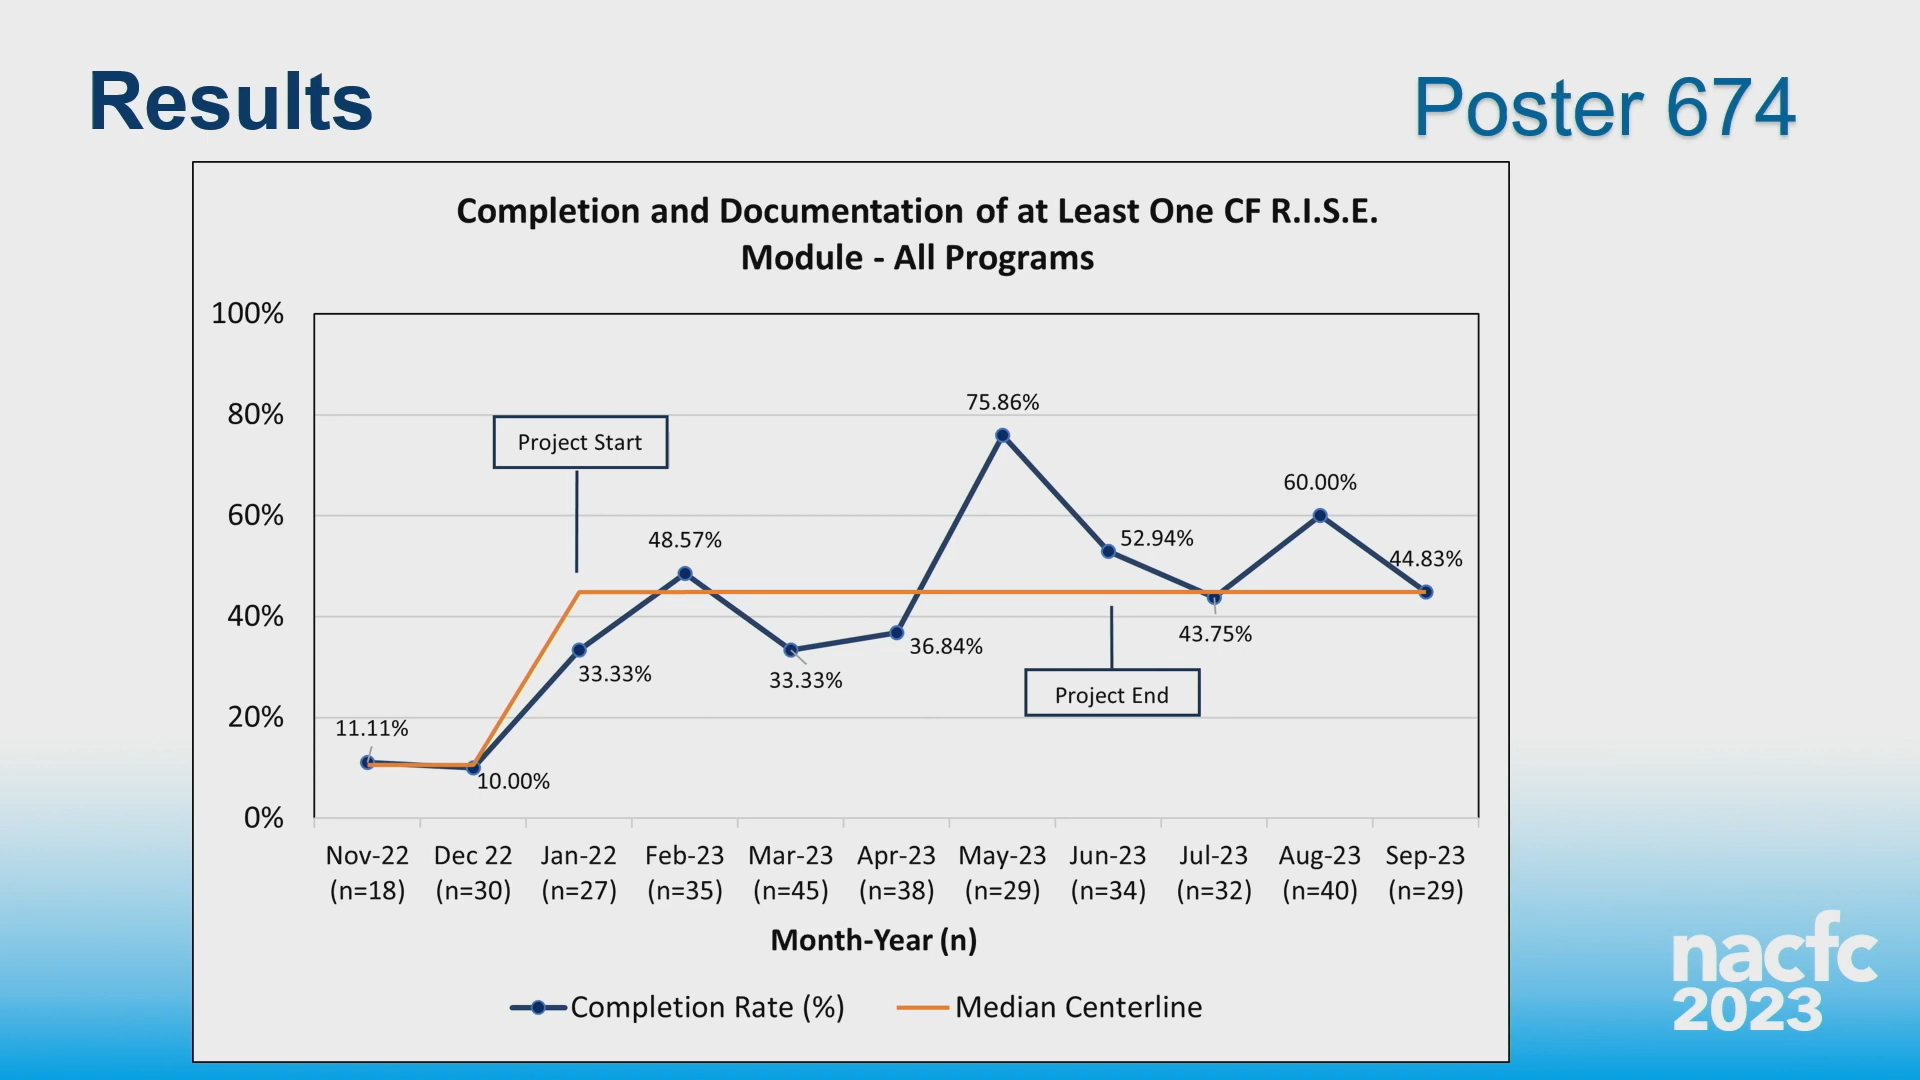 Results
Poster 674
Completion and Documentation of at Least One CF R.I.S.E.
Module - All Programs
100%
80%
60%
40%
20%
0%
Project Start
Project End
11.11%
10.00%
33.33%
48.57%
33.33%
36.84%
75.86%
52.94%
43.75%
60.00%
44.83%
Nov-22 Dec 22 Jan-22 Feb-23 Mar-23 Apr-23 May-23 Jun-23 Jul-23 Aug-23 Sep-23
(n=18) (n=30) (n=27) (n=35) (n=45) (n=38) (n=29) (n=34) (n=32) (n=40) (n=29)
Month-Year (n)
Completion Rate (%) Median Centerline
nacfc
2023